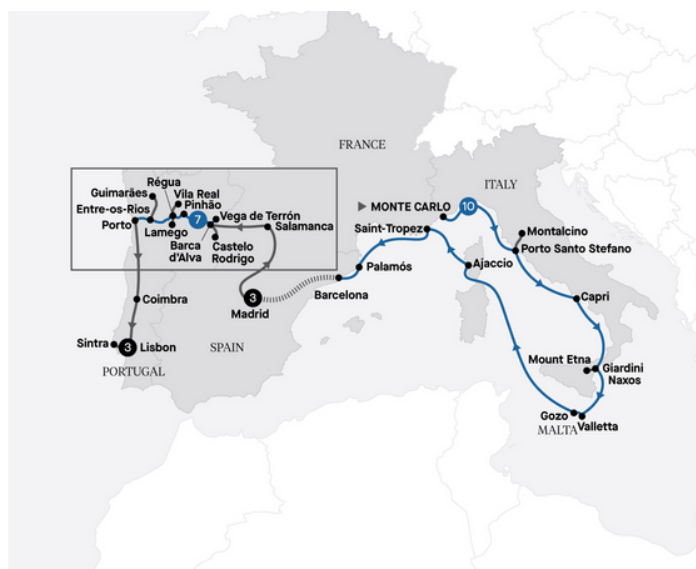 FRANCE
ITALY
Régua
Vila Real
Guimarães
Pinhão
Entre-os-Rios
Porto
Lamego
7
Vega de Terrón
Salamanca
Barca
d'Alva
Castelo
Rodrigo
MONTE CARLO
10
Saint-Tropez
Montalcino
Porto Santo Stefano
Ajaccio
Palamós
Barcelona
Capri
Coimbra
3
Madrid
Sintra
3
Lisbon
SPAIN
PORTUGAL
Mount Etna
Giardini
Naxos
Gozo
MALTA
Valletta